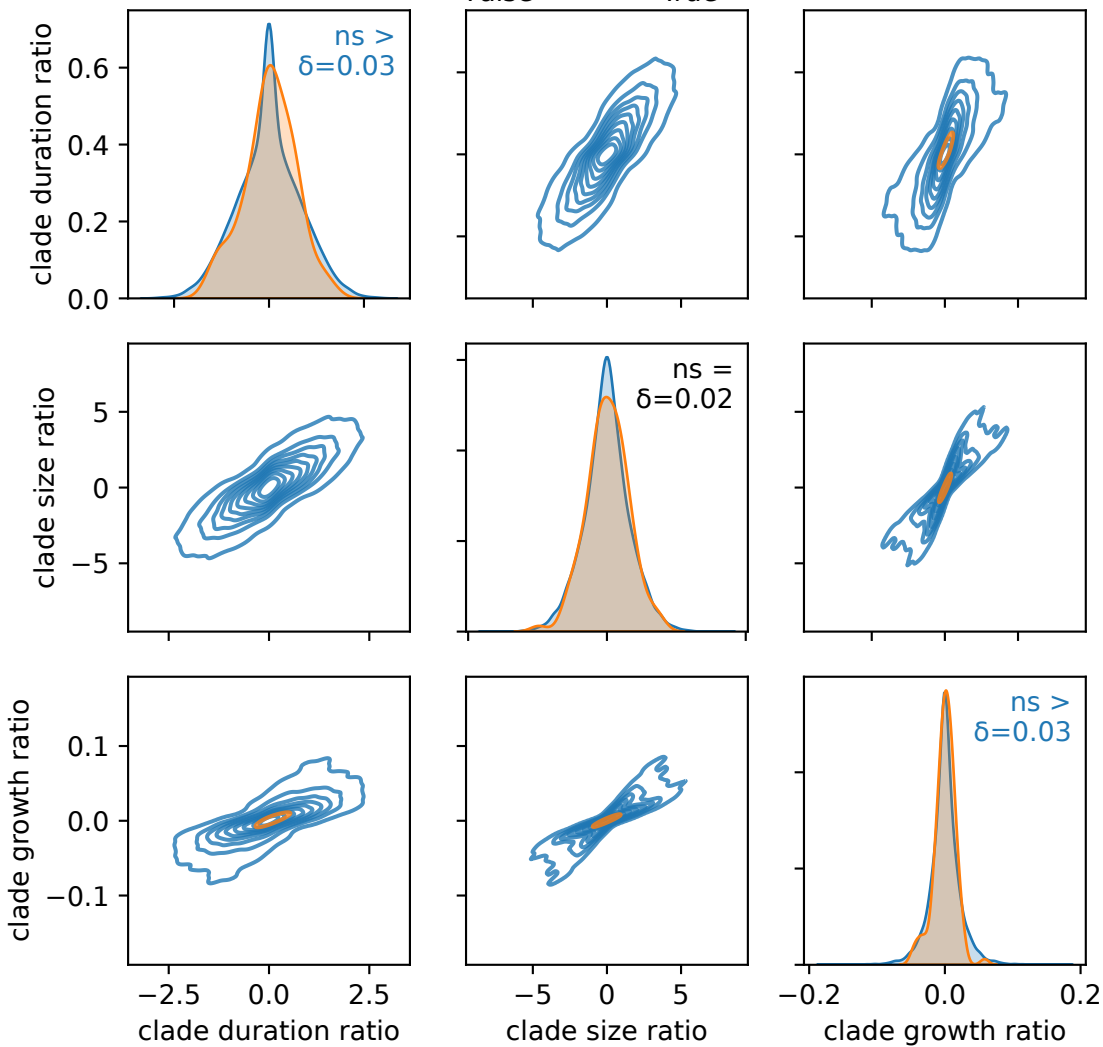 False True
clade duration ratio
0.6
0.4
0.2
0.0
ns >
δ=0.03
clade size ratio
5
0
−5
ns =
δ=0.02
clade growth ratio
0.1
0.0
−0.1
ns >
δ=0.03
−2.5 0.0 2.5
clade duration ratio
−5 0 5
clade size ratio
−0.2 0.0 0.2
clade growth ratio